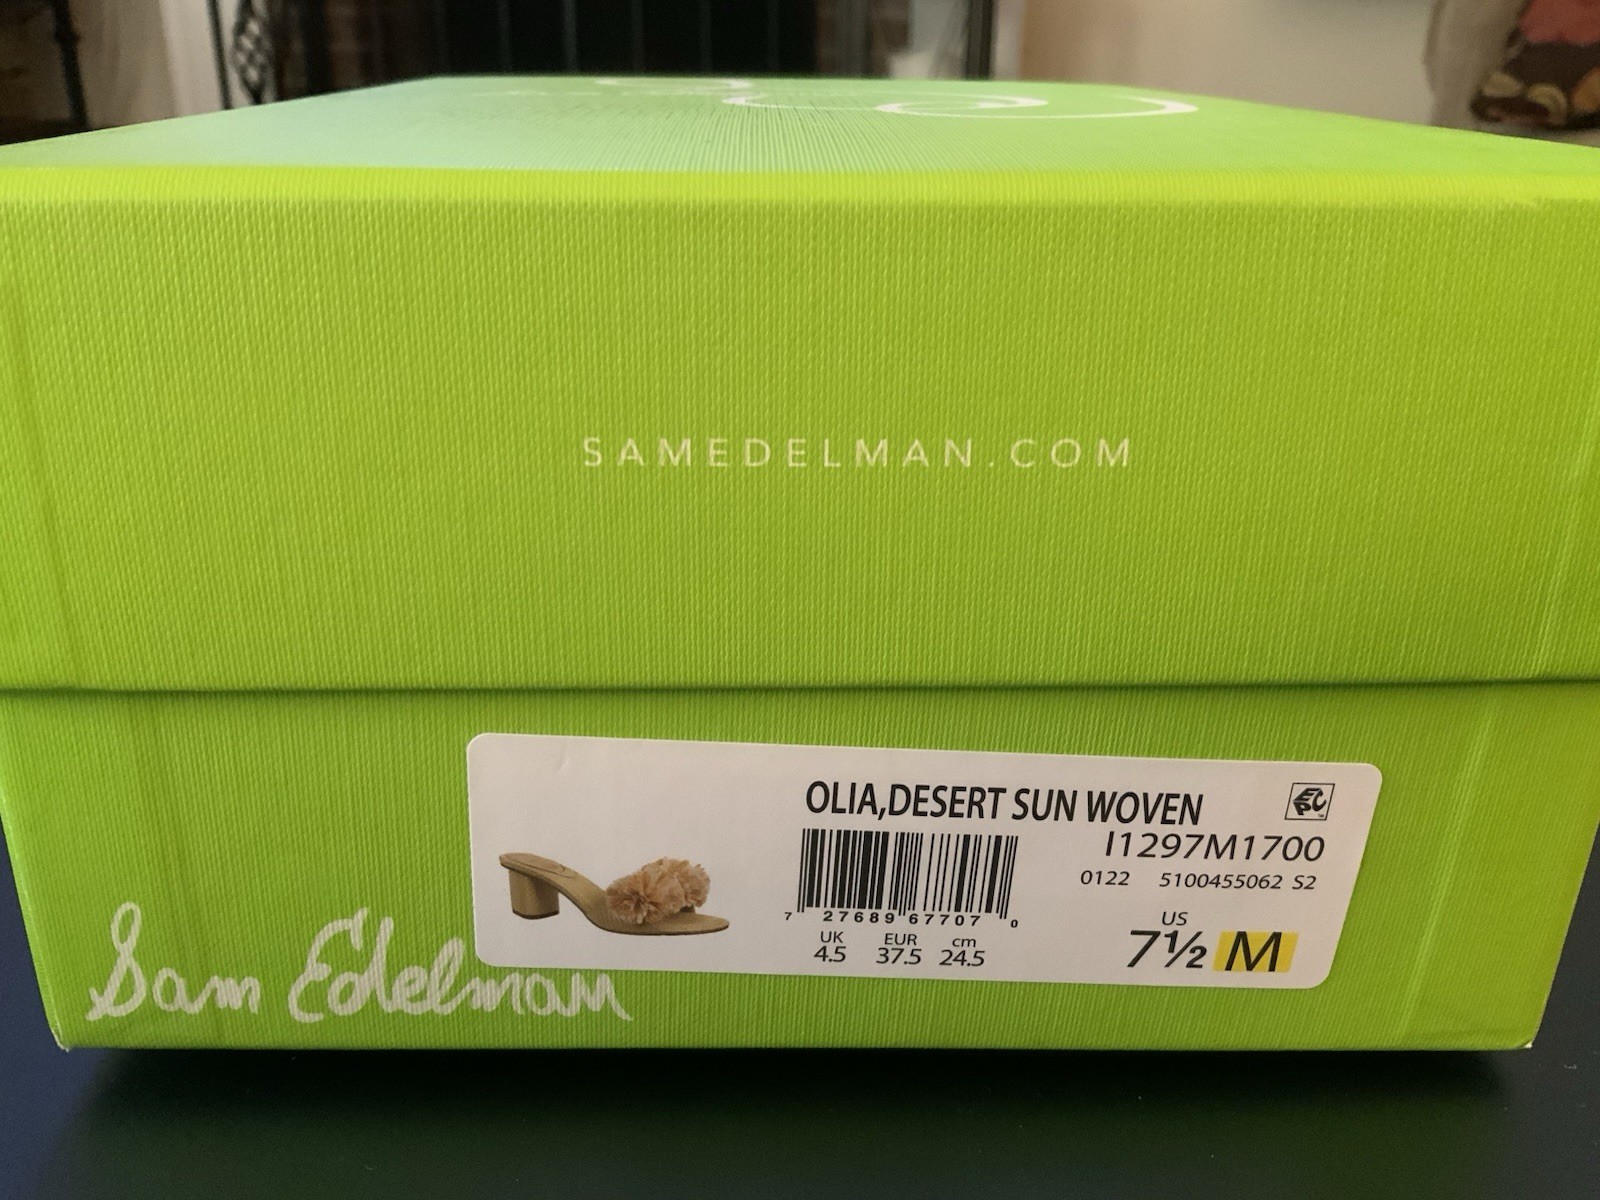 SAMEDELMAN.COM
OLIA,DESERT SUN WOVEN
EPC
I1297M1700
0122 5100455062 S2
7 27689 67707 0
UK EUR cm
4.5 37.5 24.5
US
7½ M
Sam Edelman